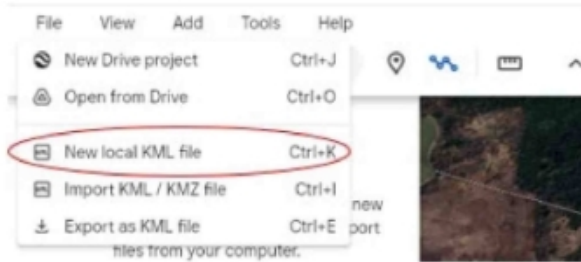 File View Add Tools Help
New Drive project Ctrl+J
Open from Drive Ctrl+O
New local KML file Ctrl+K
Import KML / KMZ file Ctrl+I
new
Export as KML file Ctrl+E port
files from your computer.